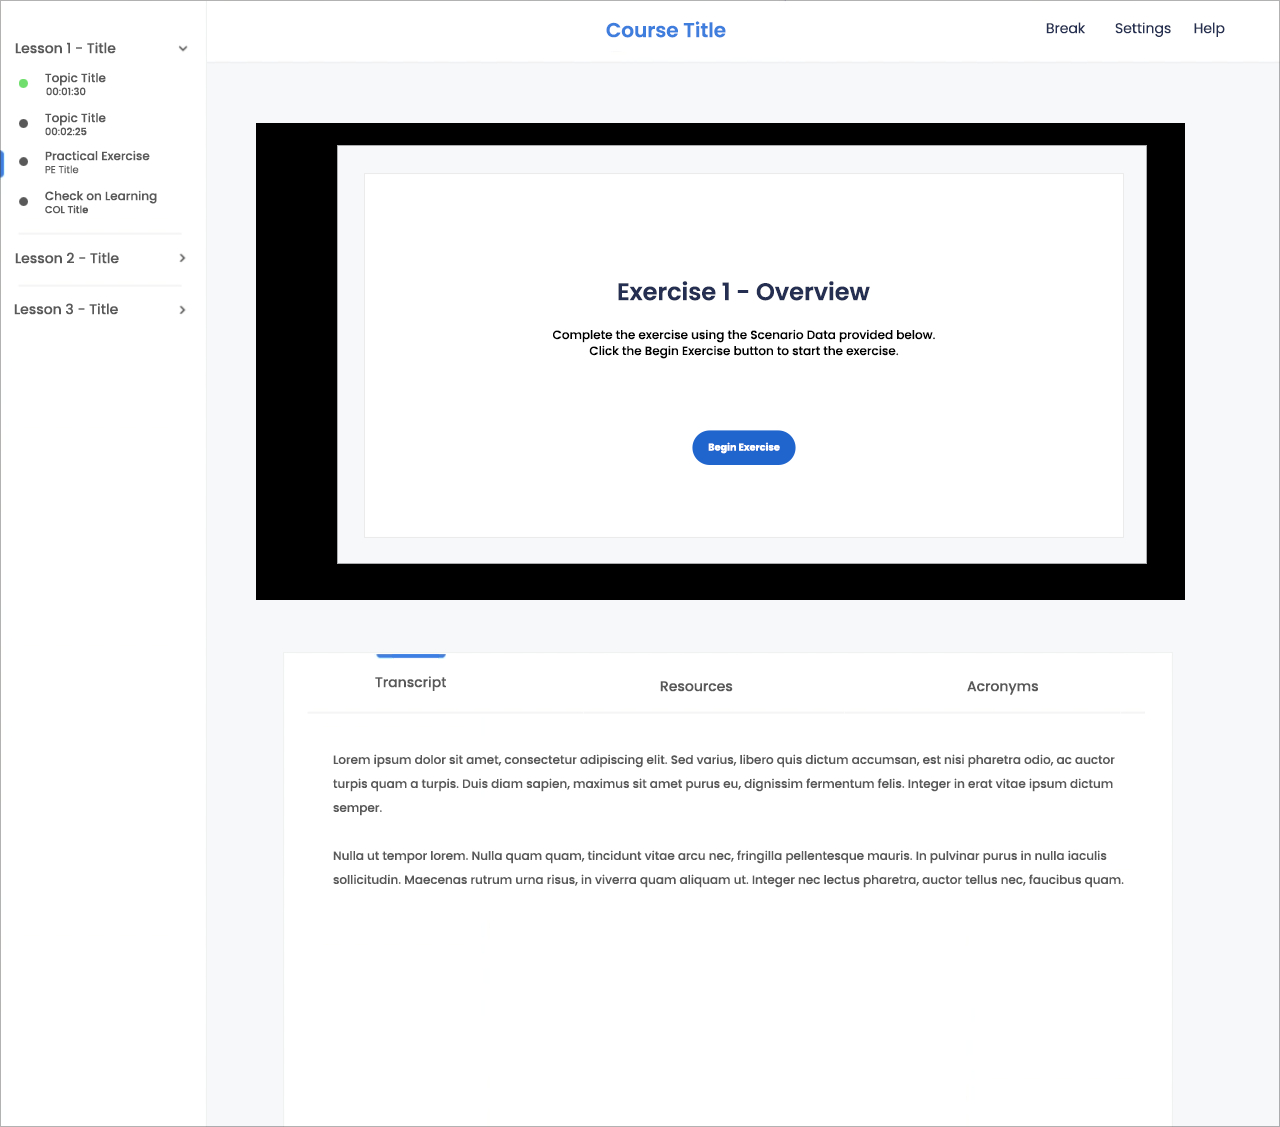 Course Title
Break
Settings
Help
Lesson 1 - Title
Topic Title
00:01:30
Topic Title
00:02:25
Practical Exercise
PE Title
Check on Learning
COL Title
Lesson 2 - Title
Lesson 3 - Title
Exercise 1 - Overview
Complete the exercise using the Scenario Data provided below.
Click the Begin Exercise button to start the exercise.
Begin Exercise
Transcript
Resources
Acronyms
Lorem ipsum dolor sit amet, consectetur adipiscing elit. Sed varius, libero quis dictum accumsan, est nisi pharetra odio, ac auctor
turpis quam a turpis. Duis diam sapien, maximus sit amet purus eu, dignissim fermentum felis. Integer in erat vitae ipsum dictum
semper.
Nulla ut tempor lorem. Nulla quam quam, tincidunt vitae arcu nec, fringilla pellentesque mauris. In pulvinar purus in nulla iaculis
sollicitudin. Maecenas rutrum urna risus, in viverra quam aliquam ut. Integer nec lectus pharetra, auctor tellus nec, faucibus quam.